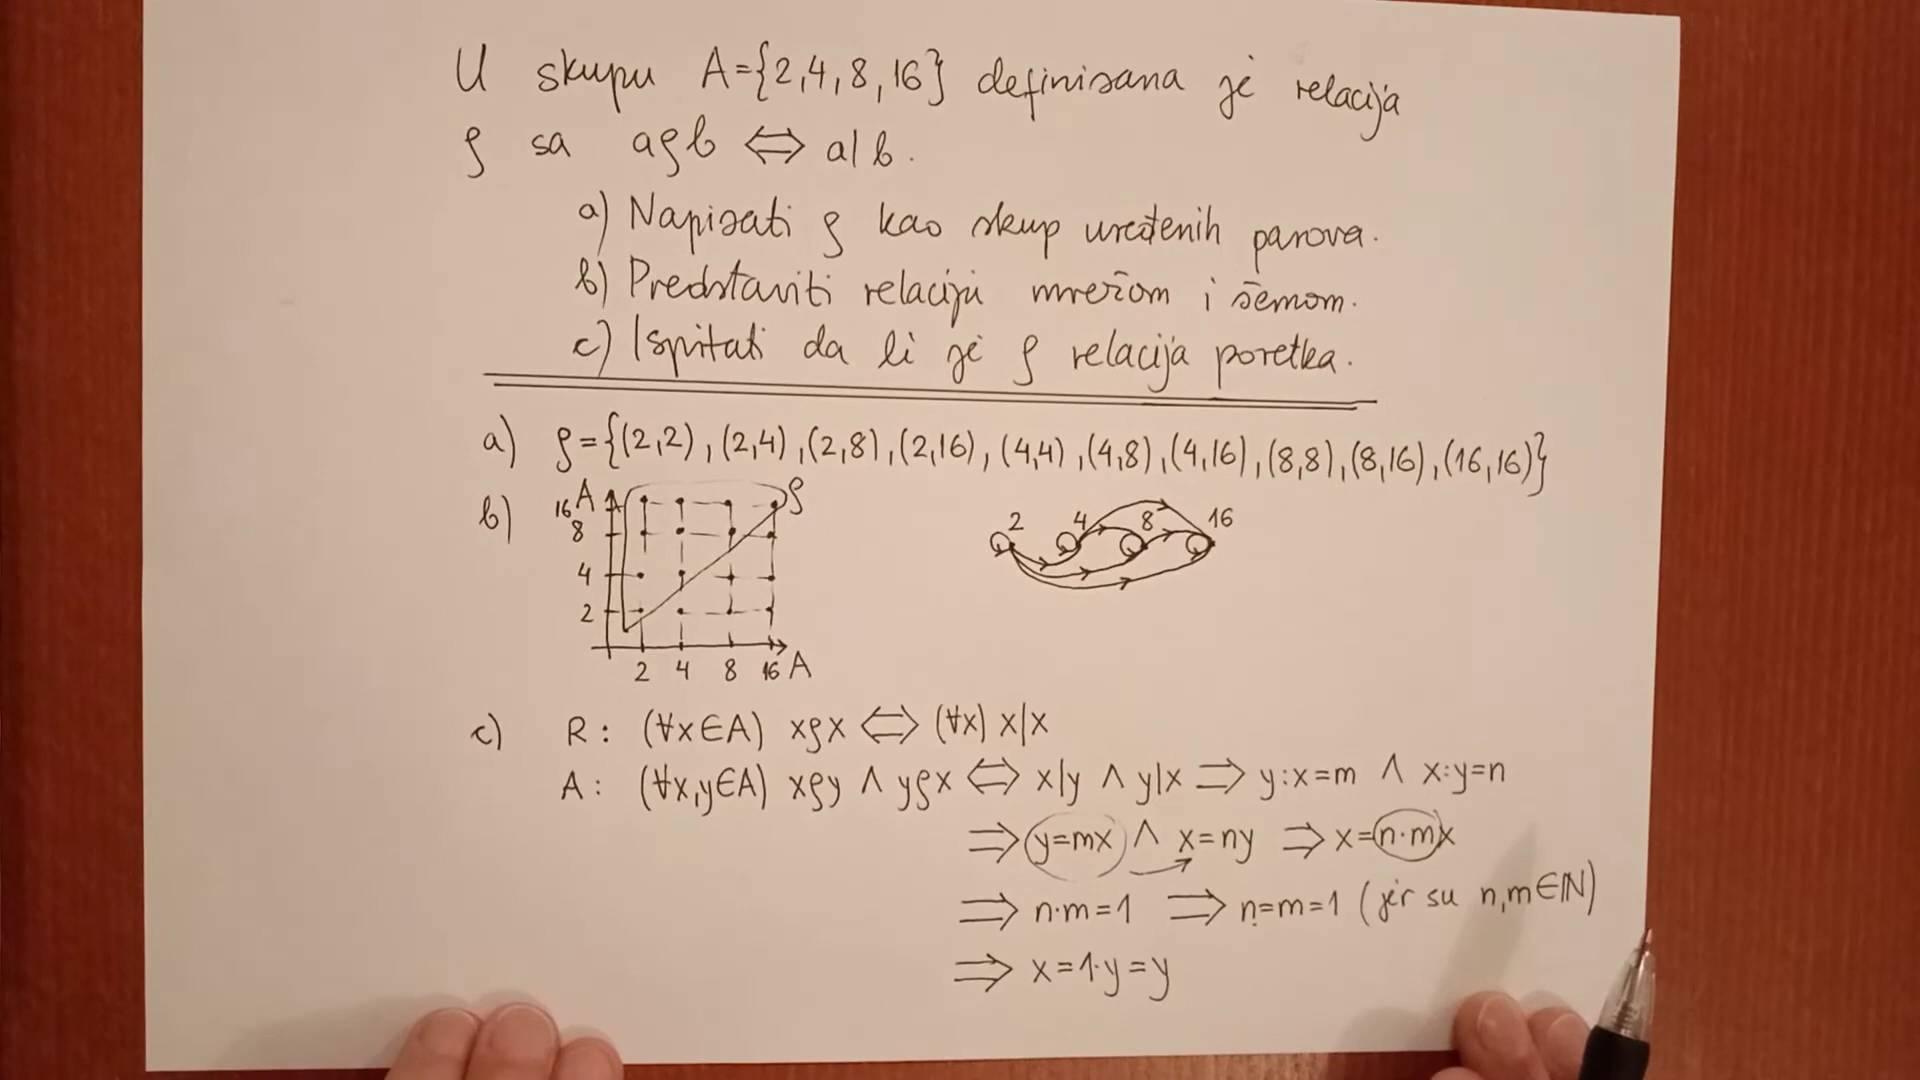 U skupu A={2,4,8,16} definisana je relacija
ρ sa aρb ⇔ a|b.
a) Napisati ρ kao skup uređenih parova.
b) Predstaviti relaciju mrežom i šemom.
c) Ispitati da li je ρ relacija poretka.
a) ρ={(2,2),(2,4),(2,8),(2,16),(4,4),(4,8),(4,16),(8,8),(8,16),(16,16)}
b)
A ρ
16
8
4
2
2 4 8 16 A
2 4 8 16
c) R: (∀x∈A) xρx ⇔ (∀x) x|x
A: (∀x,y∈A) xρy ∧ yρx ⇔ x|y ∧ y|x ⇒ y:x=m ∧ x:y=n
⇒ y=mx ∧ x=ny ⇒ x=n·mx
⇒ n·m=1 ⇒ n=m=1 (jer su n,m∈ℕ)
⇒ x=1·y=y